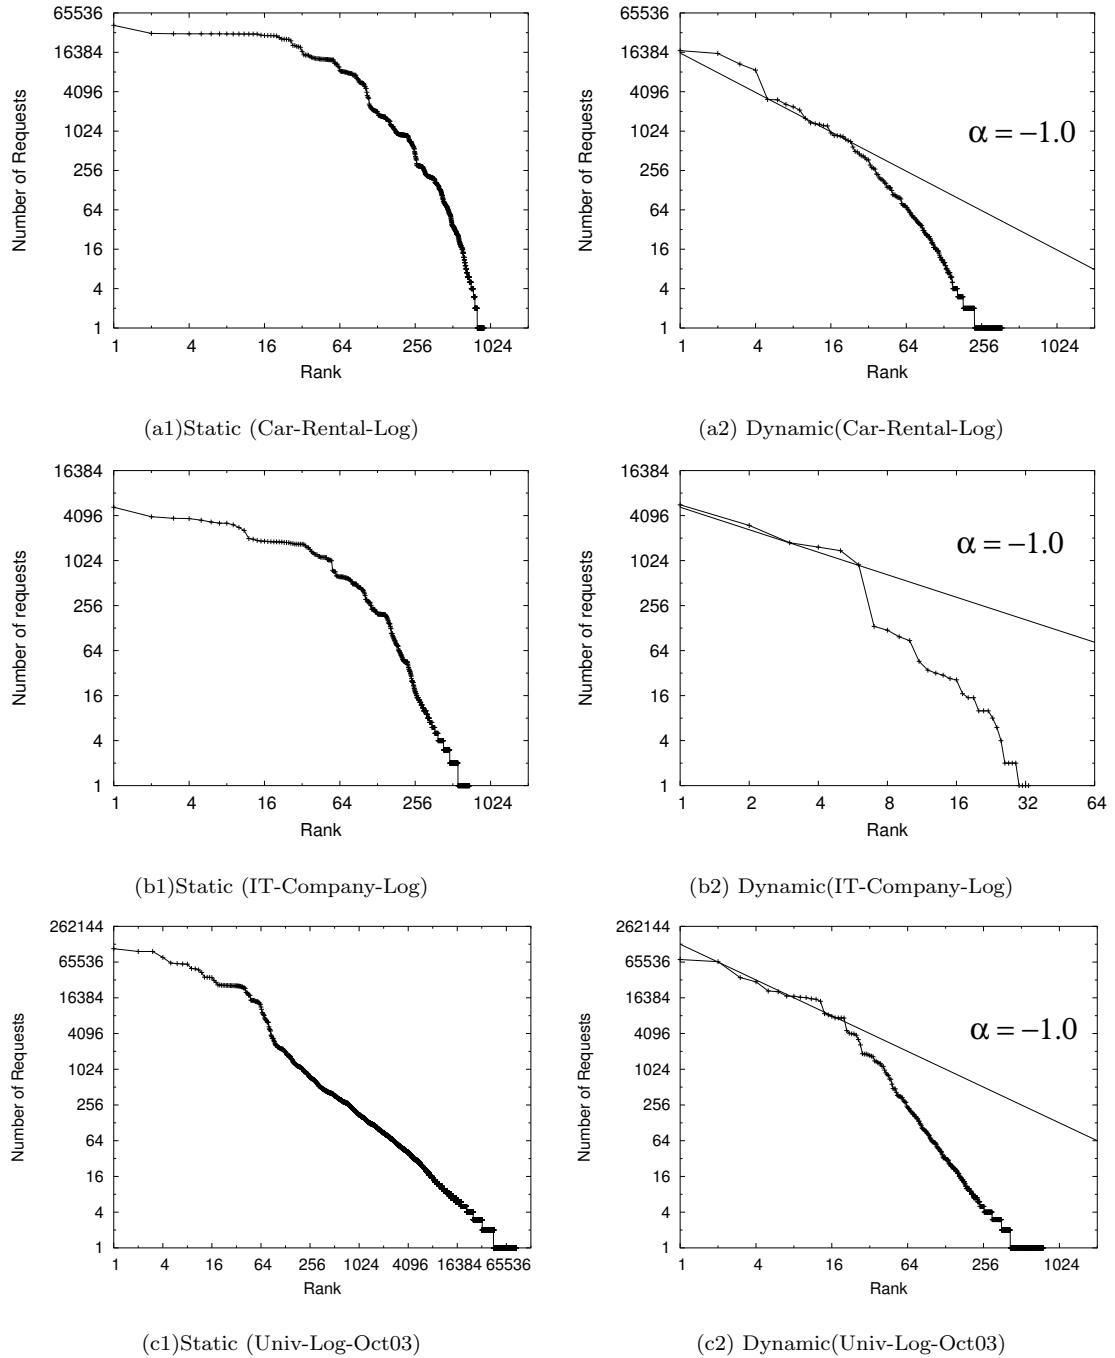 65536
16384
4096
1024
256
64
16
4
1
Number of Requests
1 4 16 64 256 1024
Rank
(a1)Static (Car-Rental-Log)
65536
16384
4096
1024
256
64
16
4
1
Number of Requests
α = −1.0
1 4 16 64 256 1024
Rank
(a2) Dynamic(Car-Rental-Log)
16384
4096
1024
256
64
16
4
1
Number of requests
1 4 16 64 256 1024
Rank
(b1)Static (IT-Company-Log)
16384
4096
1024
256
64
16
4
1
Number of requests
α = −1.0
1 2 4 8 16 32 64
Rank
(b2) Dynamic(IT-Company-Log)
262144
65536
16384
4096
1024
256
64
16
4
1
Number of Requests
1 4 16 64 256 1024 4096 16384 65536
Rank
(c1)Static (Univ-Log-Oct03)
262144
65536
16384
4096
1024
256
64
16
4
1
Number of Requests
α = −1.0
1 4 16 64 256 1024
Rank
(c2) Dynamic(Univ-Log-Oct03)